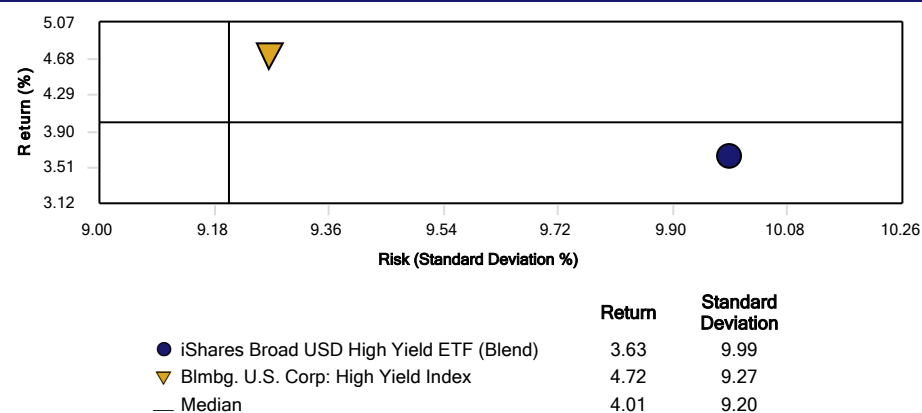 5.07
4.68
4.29
3.90
3.51
3.12
Return (%)
9.00 9.18 9.36 9.54 9.72 9.90 10.08 10.26
Risk (Standard Deviation %)
Return Standard Deviation
iShares Broad USD High Yield ETF (Blend) 3.63 9.99
Blmbg. U.S. Corp: High Yield Index 4.72 9.27
Median 4.01 9.20